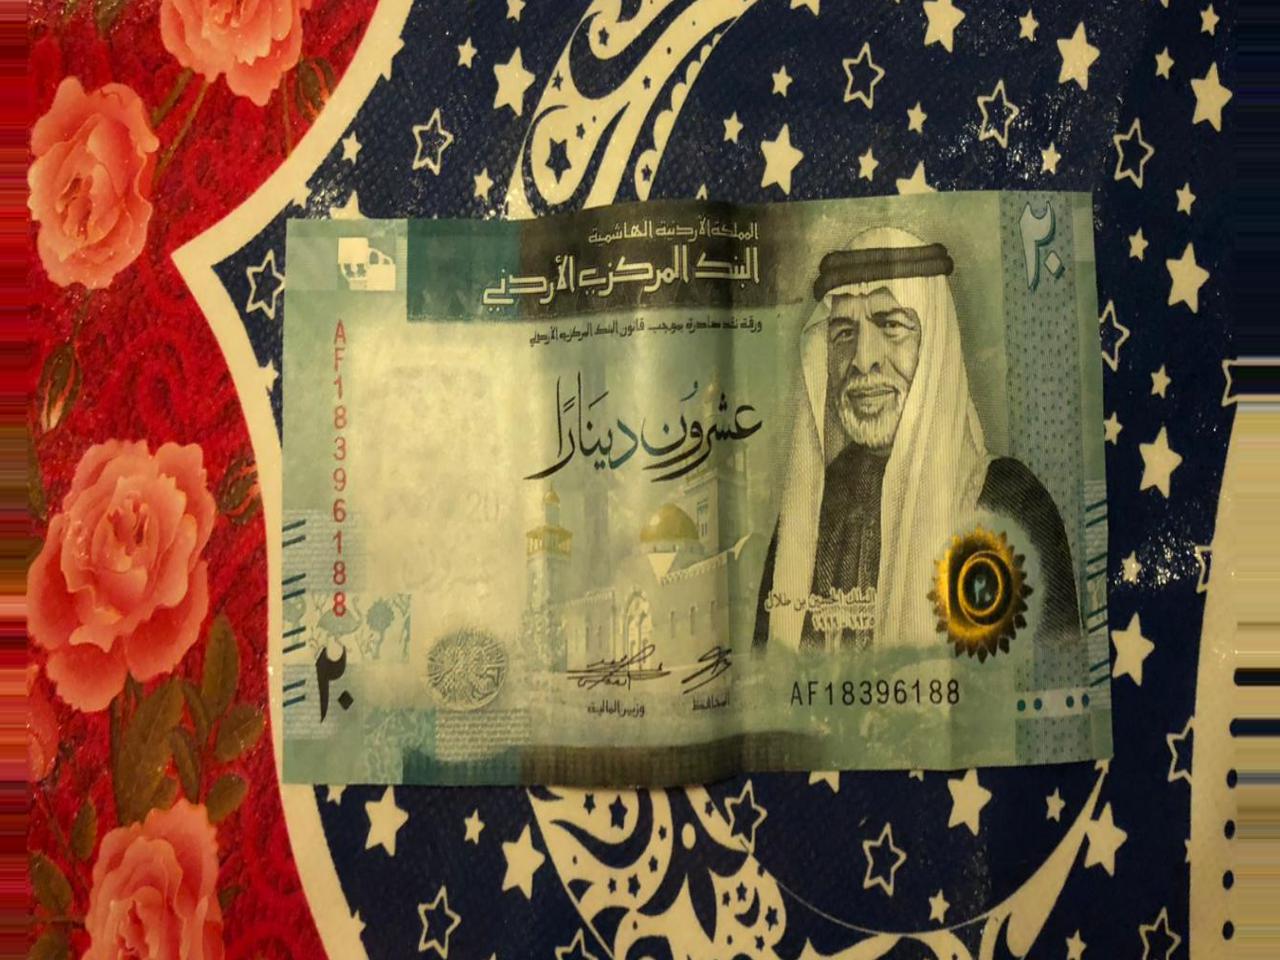 المملكة الأردنية الهاشمية
البنك المركزي الأردني
ورقة نقد صادرة بموجب قانون البنك المركزي الأردني
عشرون دينارًا
٢٠
AF18396188
الملك الحسين بن طلال
١٩٣٥-١٩٩٩
٢٠
المحافظ
وزير المالية
AF18396188
٢٠
20